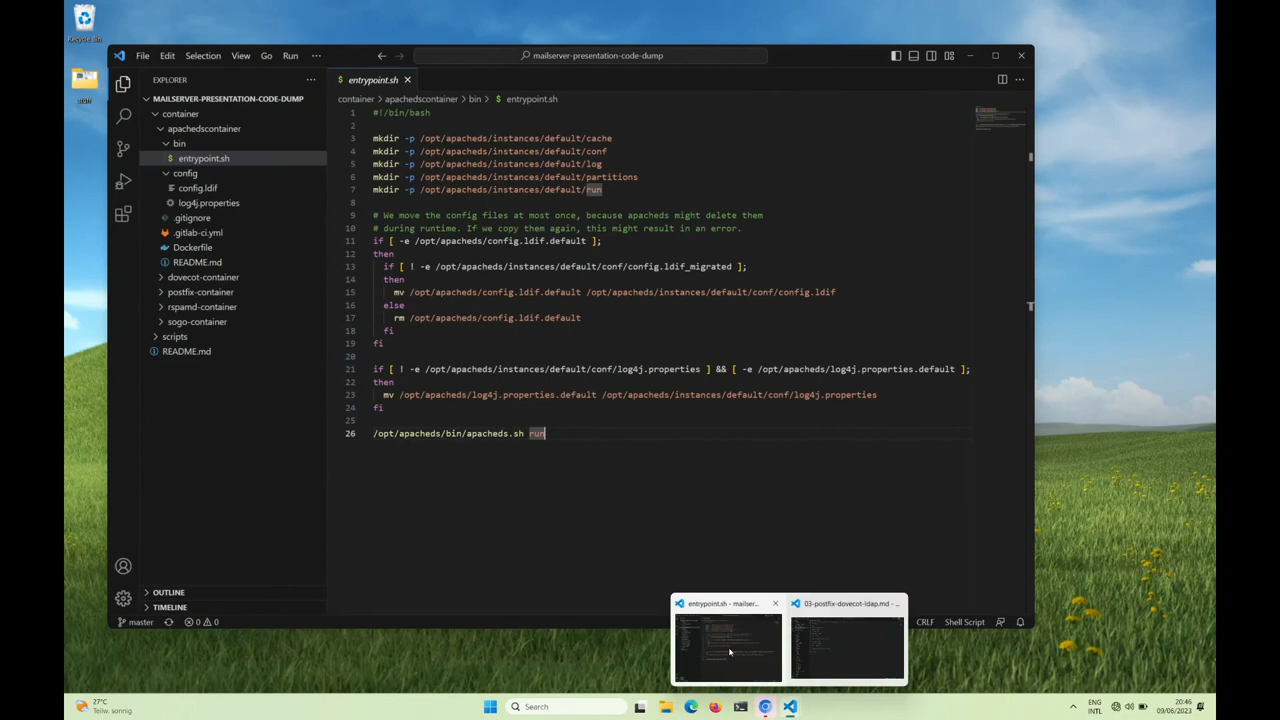 Recycle Bin
File Edit Selection View Go Run ···
mailserver-presentation-code-dump
EXPLORER
MAILSERVER-PRESENTATION-CODE-DUMP
container
apachedscontainer
bin
$ entrypoint.sh
config
config.ldif
log4j.properties
.gitignore
.gitlab-ci.yml
Dockerfile
README.md
dovecot-container
postfix-container
rspamd-container
sogo-container
scripts
README.md
OUTLINE
TIMELINE
$ entrypoint.sh
container > apachedscontainer > bin > $ entrypoint.sh
1 #!/bin/bash
2
3 mkdir -p /opt/apacheds/instances/default/cache
4 mkdir -p /opt/apacheds/instances/default/conf
5 mkdir -p /opt/apacheds/instances/default/log
6 mkdir -p /opt/apacheds/instances/default/partitions
7 mkdir -p /opt/apacheds/instances/default/run
8
9 # We move the config files at most once, because apacheds might delete them
10 # during runtime. If we copy them again, this might result in an error.
11 if [ -e /opt/apacheds/config.ldif.default ];
12 then
13 if [ ! -e /opt/apacheds/instances/default/conf/config.ldif_migrated ];
14 then
15 mv /opt/apacheds/config.ldif.default /opt/apacheds/instances/default/conf/config.ldif
16 else
17 rm /opt/apacheds/config.ldif.default
18 fi
19 fi
20
21 if [ ! -e /opt/apacheds/instances/default/conf/log4j.properties ] && [ -e /opt/apacheds/log4j.properties.default ];
22 then
23 mv /opt/apacheds/log4j.properties.default /opt/apacheds/instances/default/conf/log4j.properties
24 fi
25
26 /opt/apacheds/bin/apacheds.sh run
entrypoint.sh - mailser...
03-postfix-dovecot-ldap.md - ...
master 0 0
CRLF Shell Script
27°C
Teilw. sonnig
Search
ENG
INTL
20:46
09/06/2023